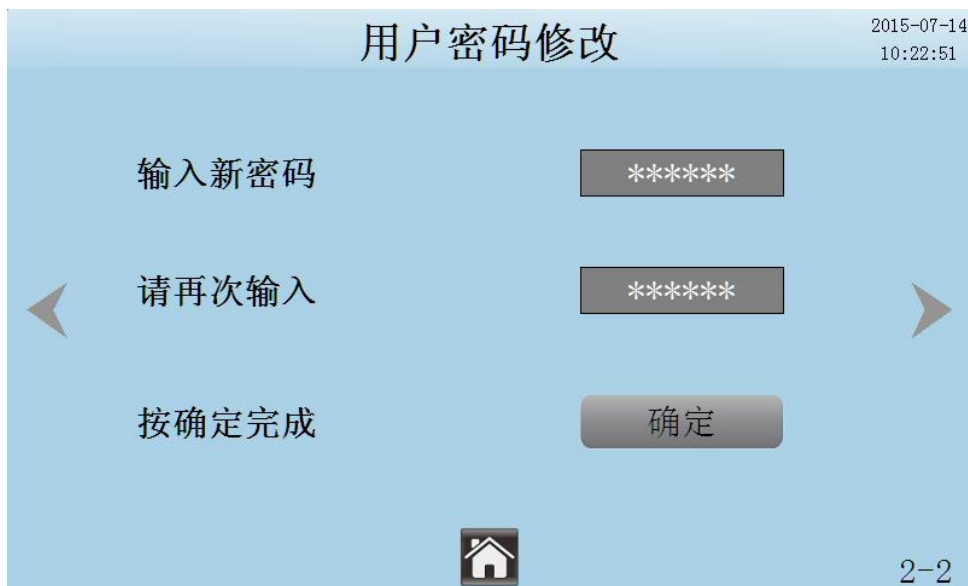 用户密码修改
2015-07-14
10:22:51
输入新密码 ******
请再次输入 ******
按确定完成 确定
2-2